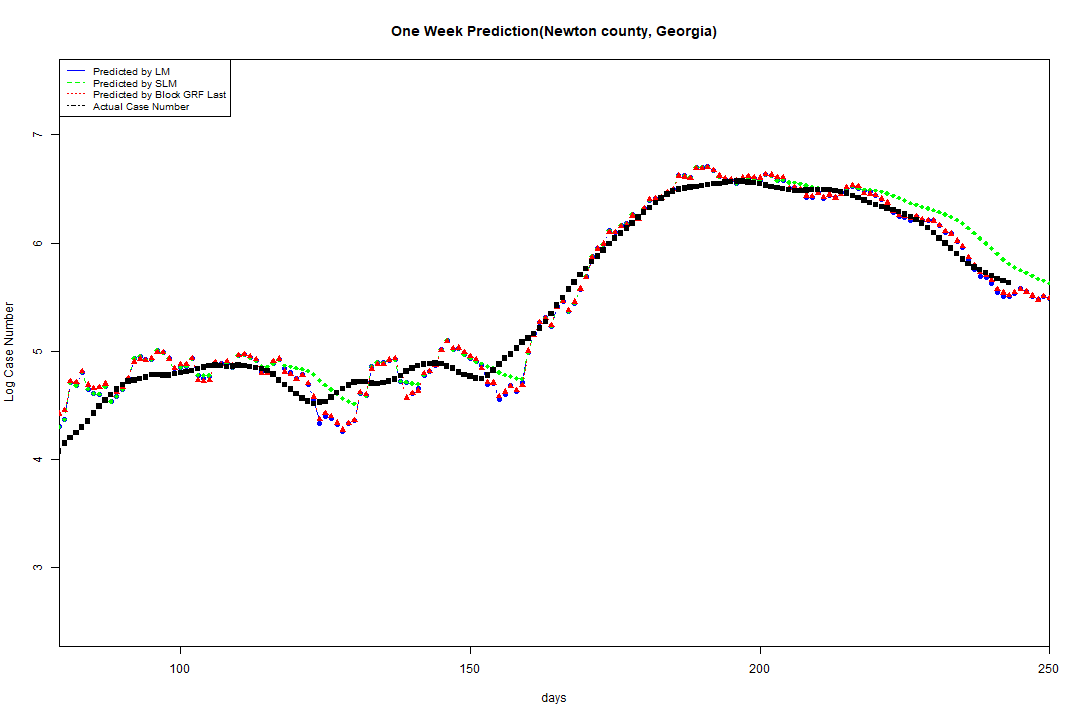 One Week Prediction(Newton county, Georgia)
Predicted by LM
Predicted by SLM
Predicted by Block GRF Last
Actual Case Number
7
6
5
4
3
Log Case Number
100
150
200
250
days